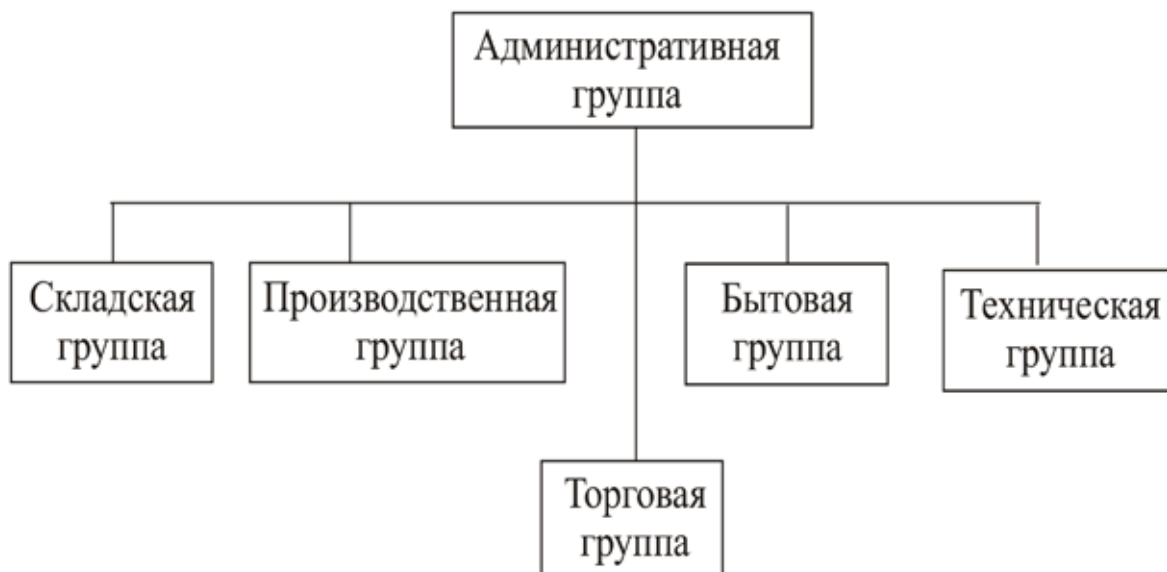 Административная
группа
Складская
группа
Производственная
группа
Бытовая
группа
Техническая
группа
Торговая
группа